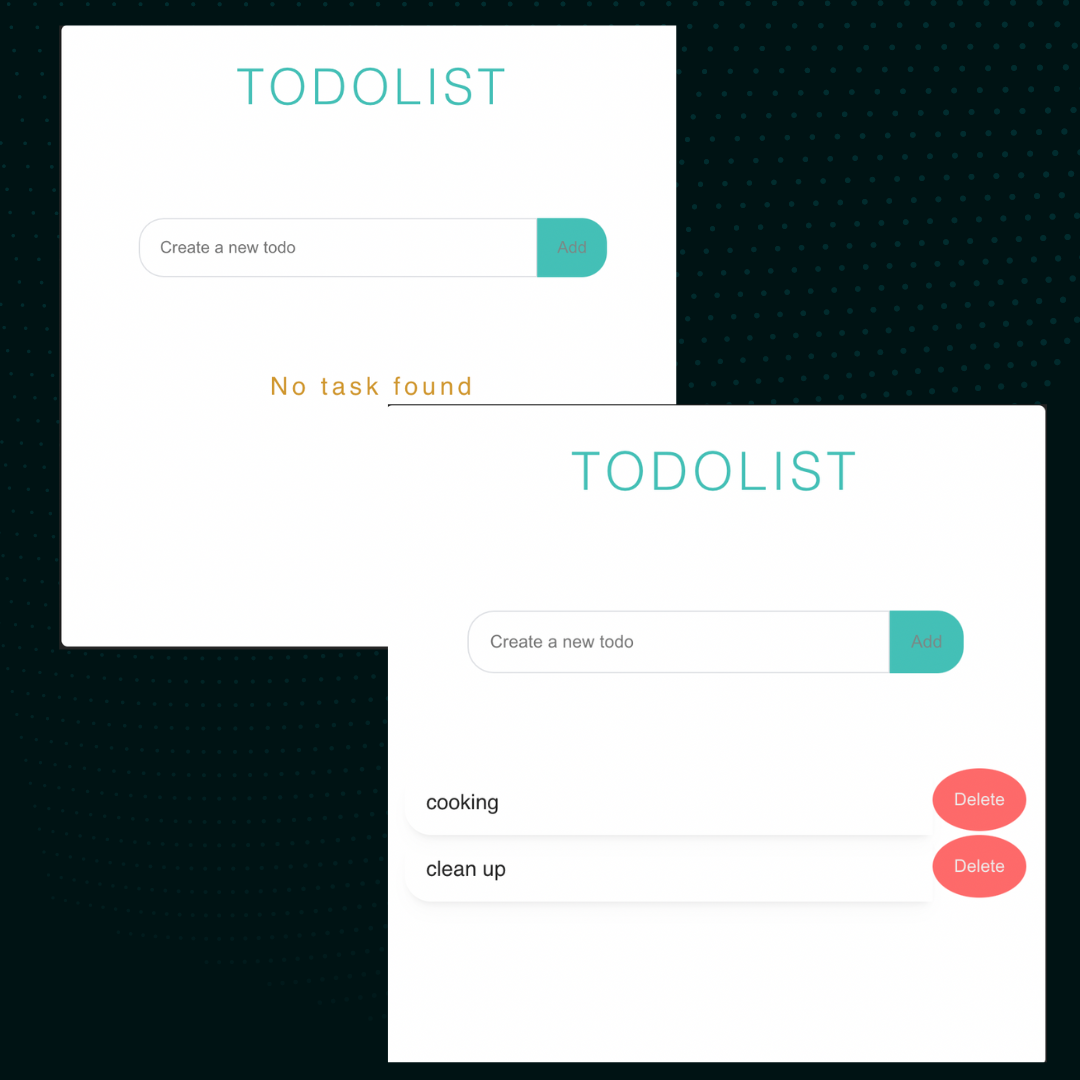 TODOLIST
Create a new todo
Add
No task found
TODOLIST
Create a new todo
Add
cooking
Delete
clean up
Delete